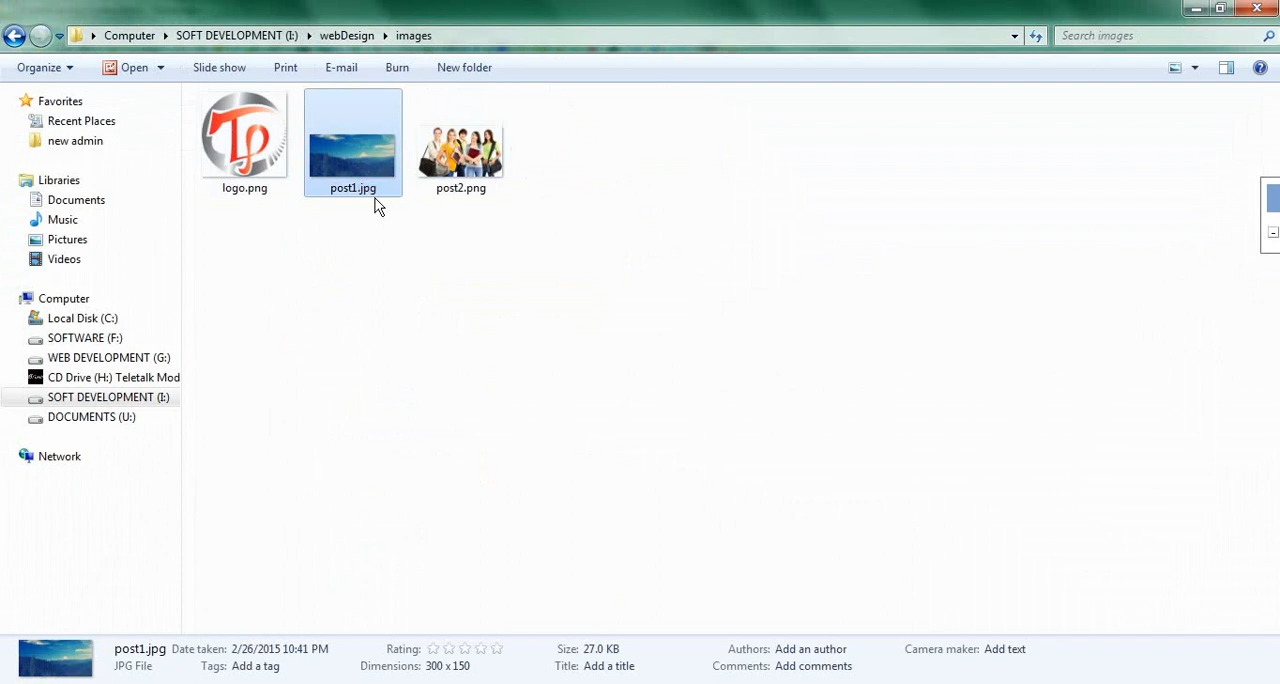 Computer SOFT DEVELOPMENT (I:) webDesign images
Search images
Organize Open Slide show Print E-mail Burn New folder
Favorites
Recent Places
new admin
Libraries
Documents
Music
Pictures
Videos
Computer
Local Disk (C:)
SOFTWARE (F:)
WEB DEVELOPMENT (G:)
CD Drive (H:) Teletalk Mod
SOFT DEVELOPMENT (I:)
DOCUMENTS (U:)
Network
Tp
logo.png post1.jpg post2.png
post1.jpg Date taken: 2/26/2015 10:41 PM Rating: Size: 27.0 KB Authors: Add an author Camera maker: Add text
JPG File Tags: Add a tag Dimensions: 300 x 150 Title: Add a title Comments: Add comments